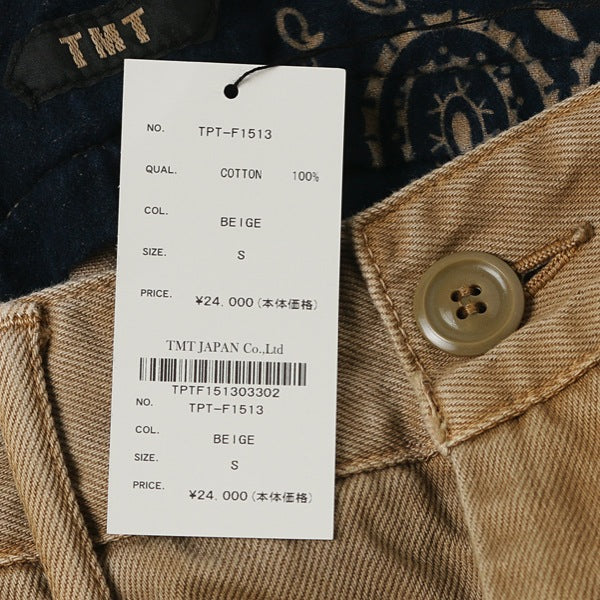 TMT
NO. TPT-F1513
QUAL. COTTON 100%
COL. BEIGE
SIZE. S
PRICE. ¥24.000(本体価格)
TMT JAPAN Co.,Ltd
TPTF151303302
NO. TPT-F1513
COL. BEIGE
SIZE. S
PRICE. ¥24.000(本体価格)